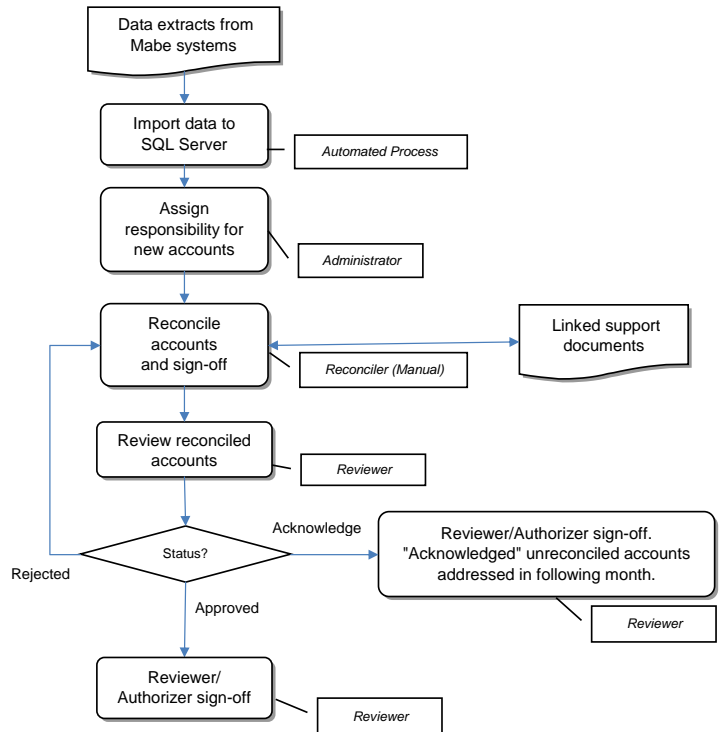 Data extracts from
Mabe systems
Import data to
SQL Server
Automated Process
Assign
responsibility for
new accounts
Administrator
Reconcile
accounts
and sign-off
Linked support
documents
Reconciler (Manual)
Review reconciled
accounts
Reviewer
Status?
Acknowledge
Reviewer/Authorizer sign-off.
"Acknowledged" unreconciled accounts
addressed in following month.
Rejected
Approved
Reviewer
Reviewer/
Authorizer sign-off
Reviewer